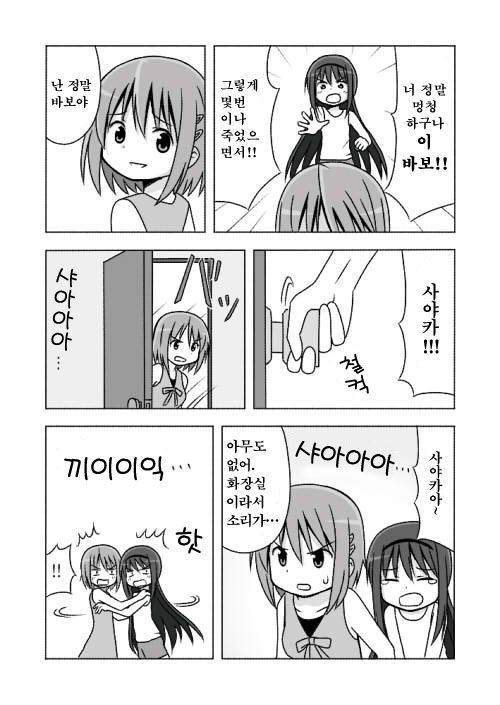 너 정말
멍청
하구나
이
바보!!
그렇게
몇번
이나
죽었으
면서!!
난 정말
바보야
사야카!!!
철컥
バッ
샤아아아…
사야카아~
샤아아아…
아무도
없어.
화장실
이라서
소리가…
끼이이익…
핫
!!